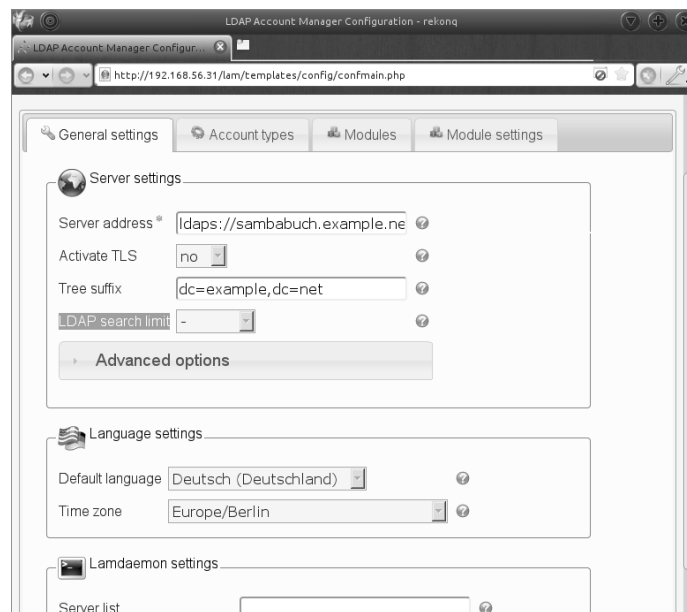 LDAP Account Manager Configuration - rekonq
LDAP Account Manager Configur...
http://192.168.56.31/lam/templates/config/confmain.php
General settings
Account types
Modules
Module settings
Server settings
Server address *
ldaps://sambabuch.example.ne
Activate TLS
no
Tree suffix
dc=example,dc=net
LDAP search limit
-
Advanced options
Language settings
Default language
Deutsch (Deutschland)
Time zone
Europe/Berlin
Lamdaemon settings
Server list